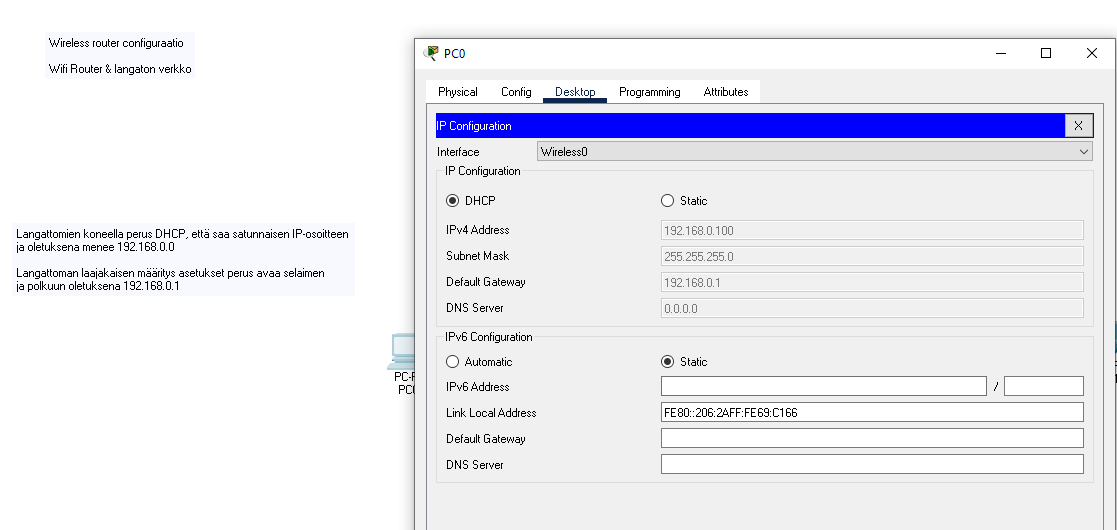 Wireless router configuraatio
Wifi Router & langaton verkko
Langattomien koneella perus DHCP, että saa satunnaisen IP-osoitteen
ja oletuksena menee 192.168.0.0
Langattoman laajakaisen määritys asetukset perus avaa selaimen
ja polkuun oletuksena 192.168.0.1
PC0
Physical Config Desktop Programming Attributes
IP Configuration X
Interface Wireless0
IP Configuration
DHCP Static
IPv4 Address 192.168.0.100
Subnet Mask 255.255.255.0
Default Gateway 192.168.0.1
DNS Server 0.0.0.0
IPv6 Configuration
Automatic Static
IPv6 Address /
Link Local Address FE80::206:2AFF:FE69:C166
Default Gateway
DNS Server